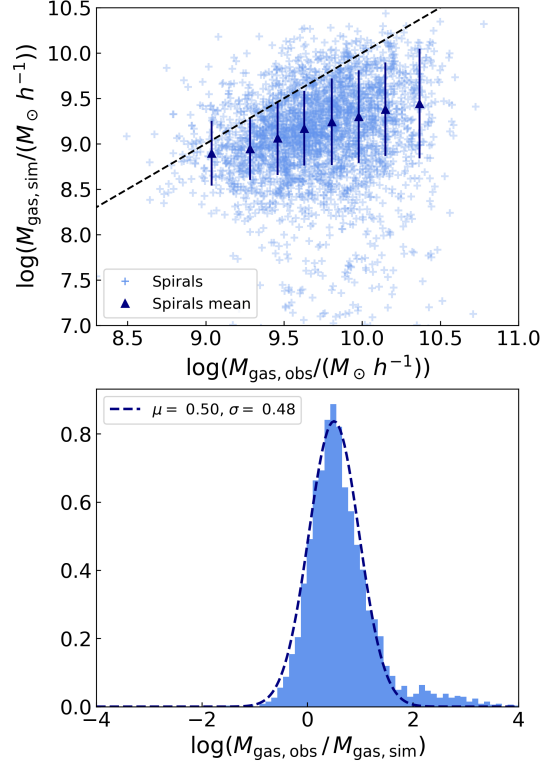 10.5
10.0
9.5
9.0
8.5
8.0
7.5
7.0
log(M_gas, sim/(M_⊙ h⁻¹))
Spirals
Spirals mean
8.5 9.0 9.5 10.0 10.5 11.0
log(M_gas, obs/(M_⊙ h⁻¹))
μ = 0.50, σ = 0.48
0.8
0.6
0.4
0.2
0.0
−4 −2 0 2 4
log(M_gas, obs / M_gas, sim)